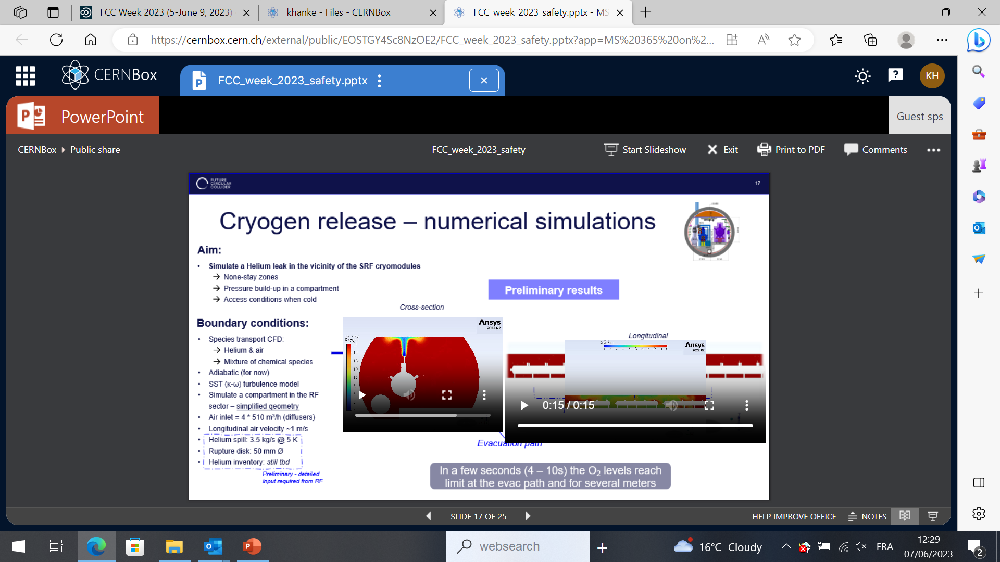 FCC Week 2023 (5-June 9, 2023)
khanke - Files - CERNBox
FCC_week_2023_safety.pptx - MS
https://cernbox.cern.ch/external/public/EOSTGY4Sc8NzOE2/FCC_week_2023_safety.pptx?app=MS%20365%20on%2...
CERNBox
FCC_week_2023_safety.pptx
KH
PowerPoint
Guest sps
CERNBox
Public share
FCC_week_2023_safety
Start Slideshow
Exit
Print to PDF
Comments
FUTURE
CIRCULAR
COLLIDER
17
Cryogen release – numerical simulations
Aim:
• Simulate a Helium leak in the vicinity of the SRF cryomodules
→ None-stay zones
→ Pressure build-up in a compartment
→ Access conditions when cold
Preliminary results
Cross-section
Boundary conditions:
• Species transport CFD:
→ Helium & air
→ Mixture of chemical species
• Adiabatic (for now)
• SST (κ-ω) turbulence model
• Simulate a compartment in the RF
sector – simplified geometry
• Air inlet = 4 * 510 m³/h (diffusers)
• Longitudinal air velocity ~1 m/s
• Helium spill: 3.5 kg/s @ 5 K
• Rupture disk: 50 mm Ø
• Helium inventory: still tbd
Preliminary - detailed
input required from RF
Ansys
2022 R2
Longitudinal
Ansys
2022 R2
0:15 / 0:15
Evacuation path
In a few seconds (4 – 10s) the O₂ levels reach
limit at the evac path and for several meters
SLIDE 17 OF 25
HELP IMPROVE OFFICE
NOTES
websearch
16°C Cloudy
FRA
12:29
07/06/2023
2